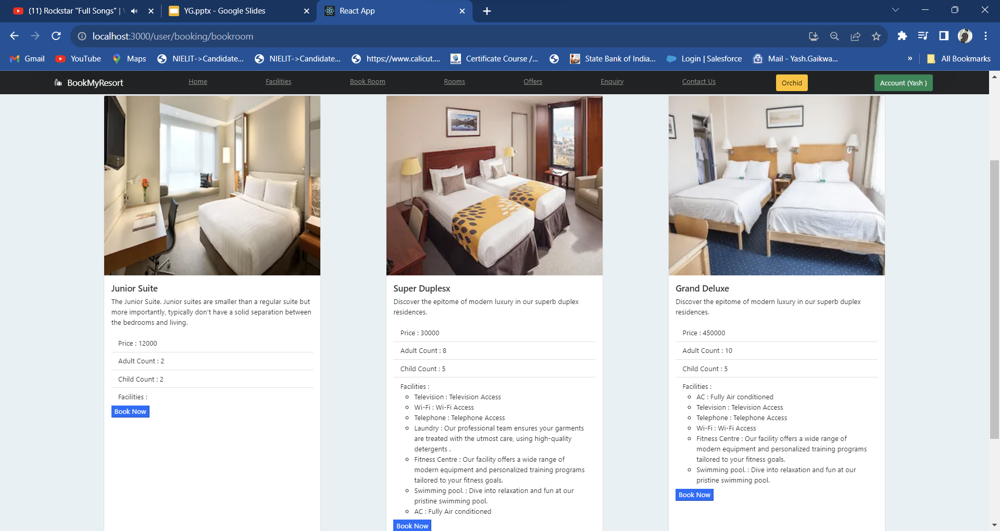 (11) Rockstar "Full Songs" |
YG.pptx - Google Slides
React App
localhost:3000/user/booking/bookroom
Gmail
YouTube
Maps
NIELIT->Candidate...
NIELIT->Candidate...
https://www.calicut....
Certificate Course /...
State Bank of India...
Login | Salesforce
Mail - Yash.Gaikwa...
»
All Bookmarks
BookMyResort
Home
Facilities
Book Room
Rooms
Offers
Enquiry
Contact Us
Orchid
Account (Yash )
Junior Suite
The Junior Suite. Junior suites are smaller than a regular suite but
more importantly, typically don't have a solid separation between
the bedrooms and living.
Price : 12000
Adult Count : 2
Child Count : 2
Facilities :
Book Now
Super Duplesx
Discover the epitome of modern luxury in our superb duplex
residences.
Price : 30000
Adult Count : 8
Child Count : 5
Facilities :
Television : Television Access
Wi-Fi : Wi-Fi Access
Telephone : Telephone Access
Laundry : Our professional team ensures your garments
are treated with the utmost care, using high-quality
detergents .
Fitness Centre : Our facility offers a wide range of
modern equipment and personalized training programs
tailored to your fitness goals.
Swimming pool. : Dive into relaxation and fun at our
pristine swimming pool.
AC : Fully Air conditioned
Book Now
Grand Deluxe
Discover the epitome of modern luxury in our superb duplex
residences.
Price : 450000
Adult Count : 10
Child Count : 5
Facilities :
AC : Fully Air conditioned
Television : Television Access
Telephone : Telephone Access
Wi-Fi : Wi-Fi Access
Fitness Centre : Our facility offers a wide range of
modern equipment and personalized training programs
tailored to your fitness goals.
Swimming pool. : Dive into relaxation and fun at our
pristine swimming pool.
Book Now